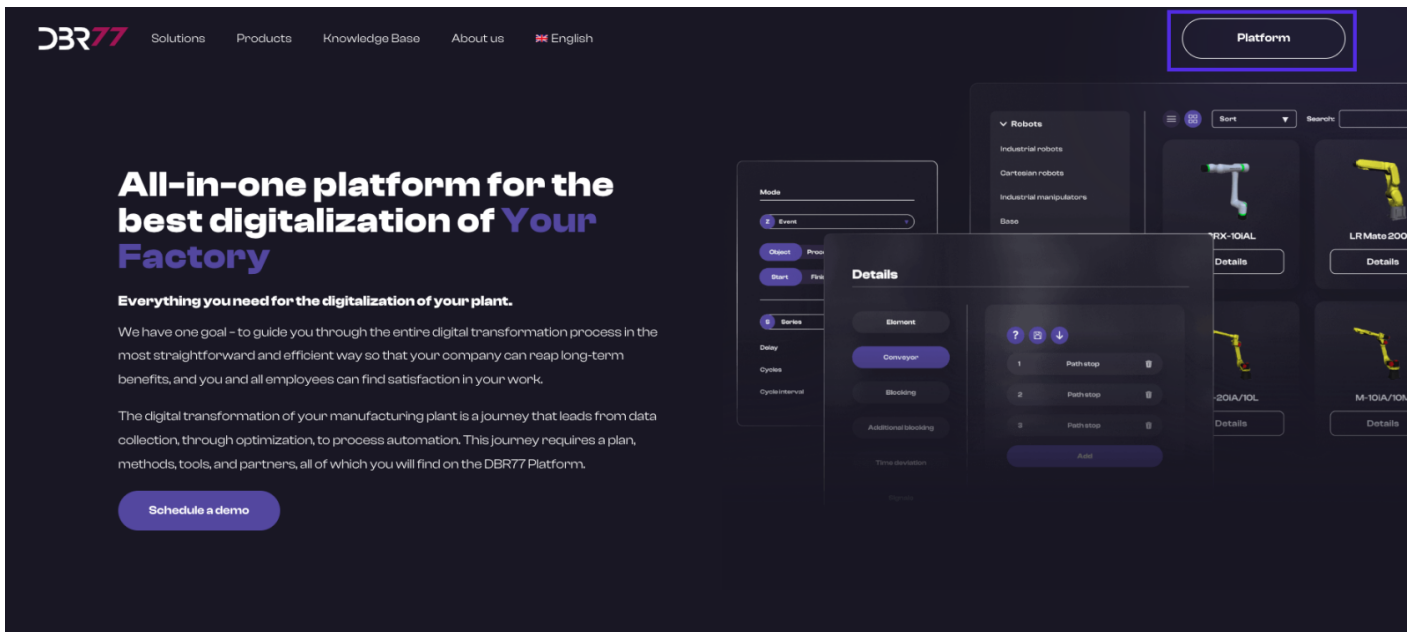 DBR77
Solutions
Products
Knowledge Base
About us
English
Platform
All-in-one platform for the
best digitalization of Your
Factory
Everything you need for the digitalization of your plant.
We have one goal – to guide you through the entire digital transformation process in the
most straightforward and efficient way so that your company can reap long-term
benefits, and you and all employees can find satisfaction in your work.
The digital transformation of your manufacturing plant is a journey that leads from data
collection, through optimization, to process automation. This journey requires a plan,
methods, tools, and partners, all of which you will find on the DBR77 Platform.
Schedule a demo
Mode
Z Event
Object
Start
S Series
Delay
Cycles
Cycle interval
Robots
Industrial robots
Cartesian robots
Industrial manipulators
Base
Sort
Search:
Details
LR Mate 200
Details
Details
M-10iA/10M
Details
Details
Element
Conveyor
Blocking
Additional blocking
Time deviation
?
1 Path stop
2 Path stop
3 Path stop
Add